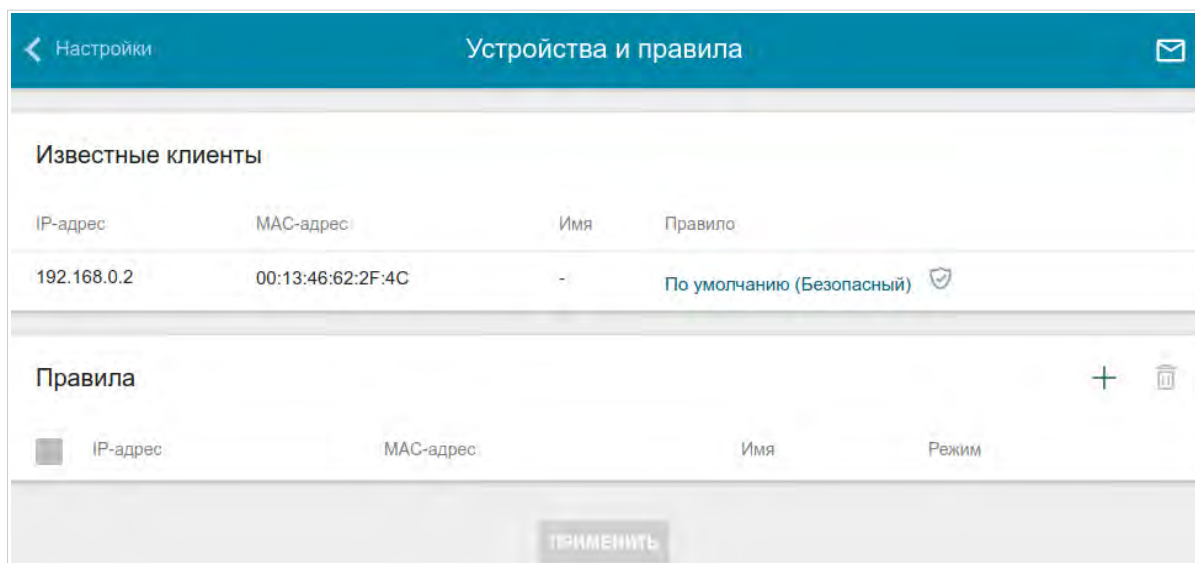 Настройки Устройства и правила
Известные клиенты
IP-адрес MAC-адрес Имя Правило
192.168.0.2 00:13:46:62:2F:4C - По умолчанию (Безопасный)
Правила
IP-адрес MAC-адрес Имя Режим
ПРИМЕНИТЬ